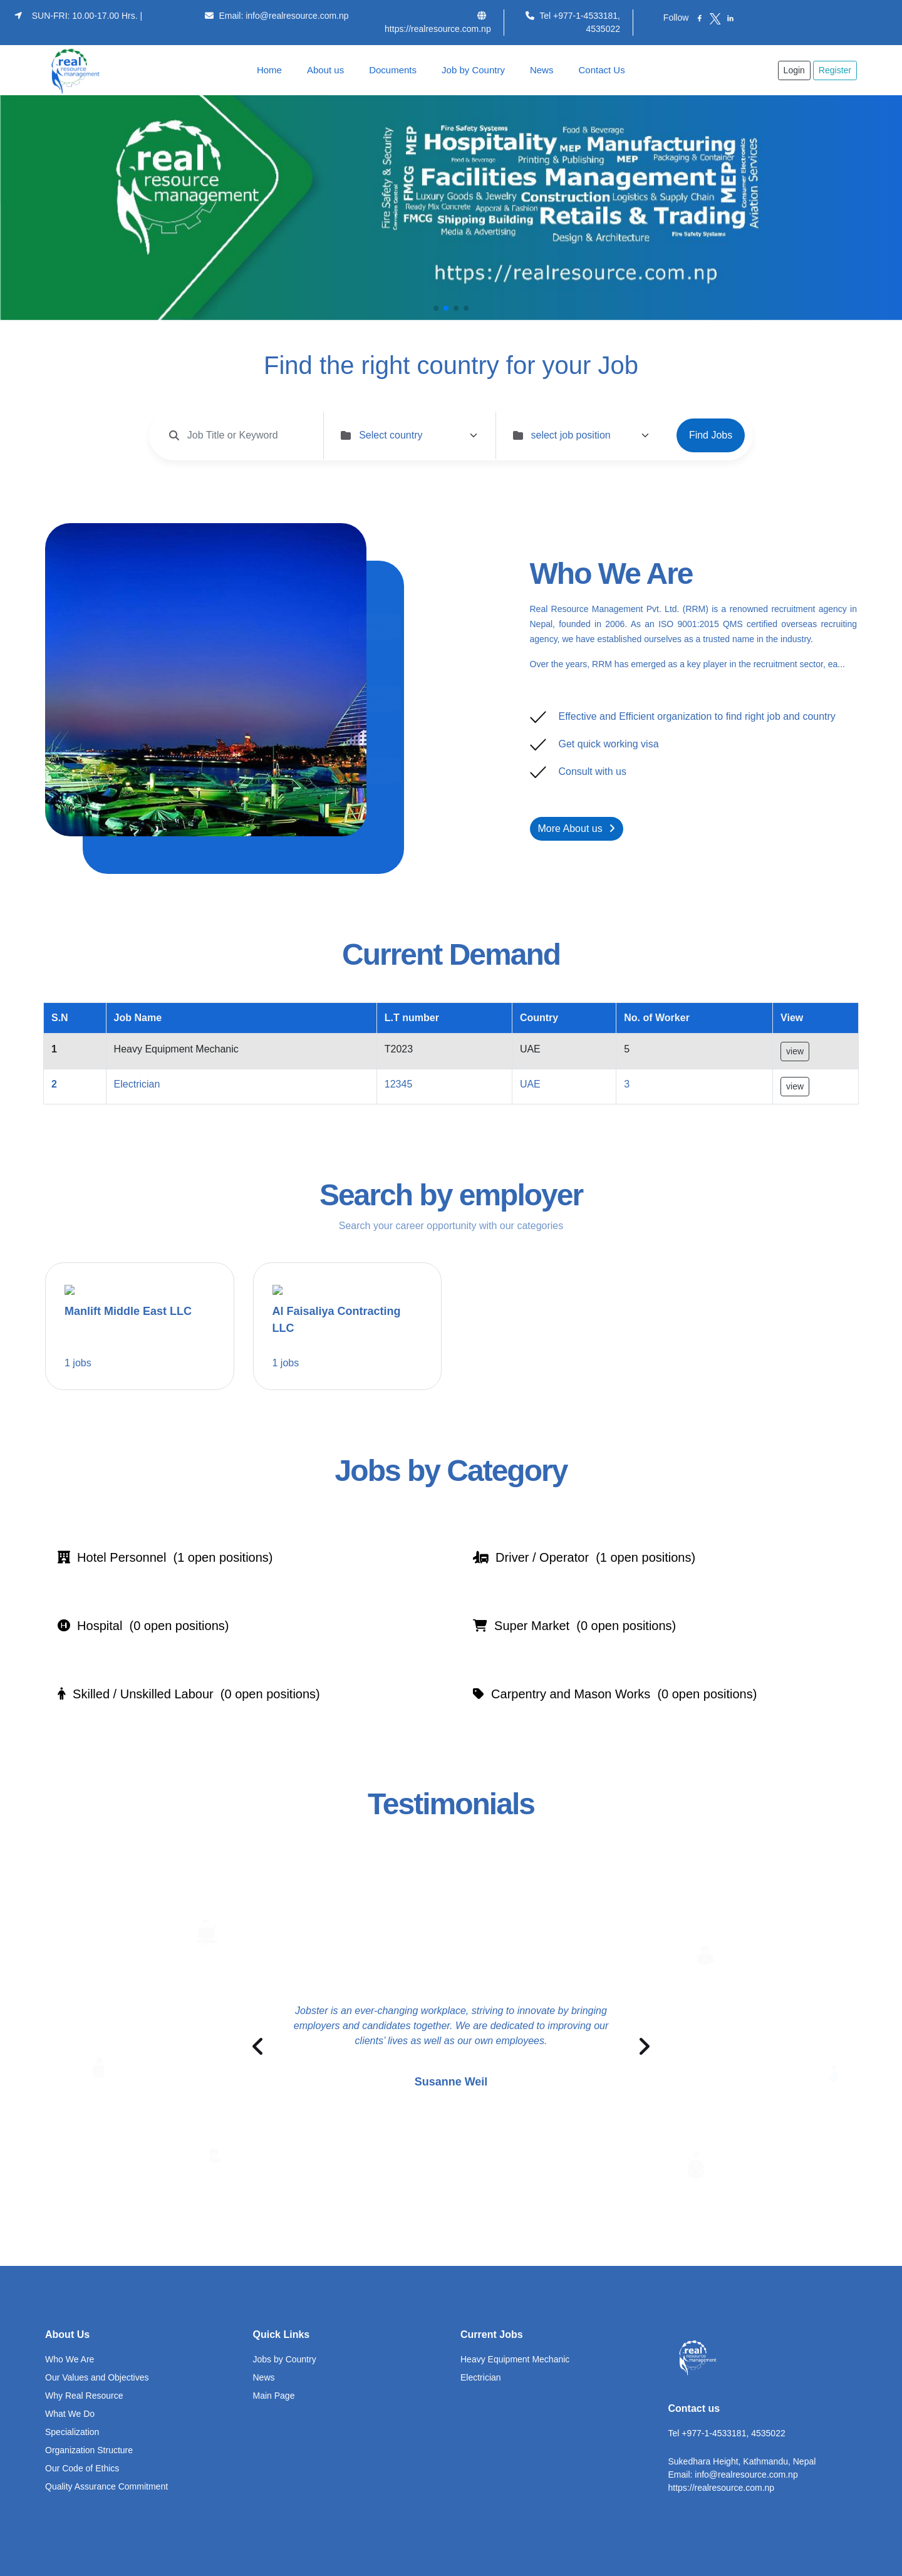 SUN-FRI: 10.00-17.00 Hrs. |
Email: info@realresource.com.np
https://realresource.com.np
Tel +977-1-4533181,
4535022
Follow
real
resource
management
Home
About us
Documents
Job by Country
News
Contact Us
Login
Register
real
resource
management
Fire Safety & Security
Corrosion Control
FMCG
MEP
Fire Safety Systems
Hospitality
Food & Beverage
Food & Beverage
Printing & Publishing
MEP
Manufacturing
Packaging & Container
Facilities Management
Luxury Goods & Jewelry
Construction
Logistics & Supply Chain
Ready Mix Concrete
Apporal & Fashion
FMCG
Shipping
Building
Retails & Trading
Media & Advertising
Design & Architecture
Fire Safety Systems
MEP
Consumer Electronics
Aviation Services
https://realresource.com.np
Find the right country for your Job
Job Title or Keyword
Select country
select job position
Find Jobs
Who We Are
Real Resource Management Pvt. Ltd. (RRM) is a renowned recruitment agency in
Nepal, founded in 2006. As an ISO 9001:2015 QMS certified overseas recruiting
agency, we have established ourselves as a trusted name in the industry.
Over the years, RRM has emerged as a key player in the recruitment sector, ea...
Effective and Efficient organization to find right job and country
Get quick working visa
Consult with us
More About us
Current Demand
S.N Job Name L.T number Country No. of Worker View
1 Heavy Equipment Mechanic T2023 UAE 5 view
2 Electrician 12345 UAE 3 view
Search by employer
Search your career opportunity with our categories
Manlift Middle East LLC
1 jobs
Al Faisaliya Contracting
LLC
1 jobs
Jobs by Category
Hotel Personnel (1 open positions)
Driver / Operator (1 open positions)
Hospital (0 open positions)
Super Market (0 open positions)
Skilled / Unskilled Labour (0 open positions)
Carpentry and Mason Works (0 open positions)
Testimonials
Jobster is an ever-changing workplace, striving to innovate by bringing
employers and candidates together. We are dedicated to improving our
clients' lives as well as our own employees.
Susanne Weil
About Us
Who We Are
Our Values and Objectives
Why Real Resource
What We Do
Specialization
Organization Structure
Our Code of Ethics
Quality Assurance Commitment
Quick Links
Jobs by Country
News
Main Page
Current Jobs
Heavy Equipment Mechanic
Electrician
real
resource
management
Contact us
Tel +977-1-4533181, 4535022
Sukedhara Height, Kathmandu, Nepal
Email: info@realresource.com.np
https://realresource.com.np